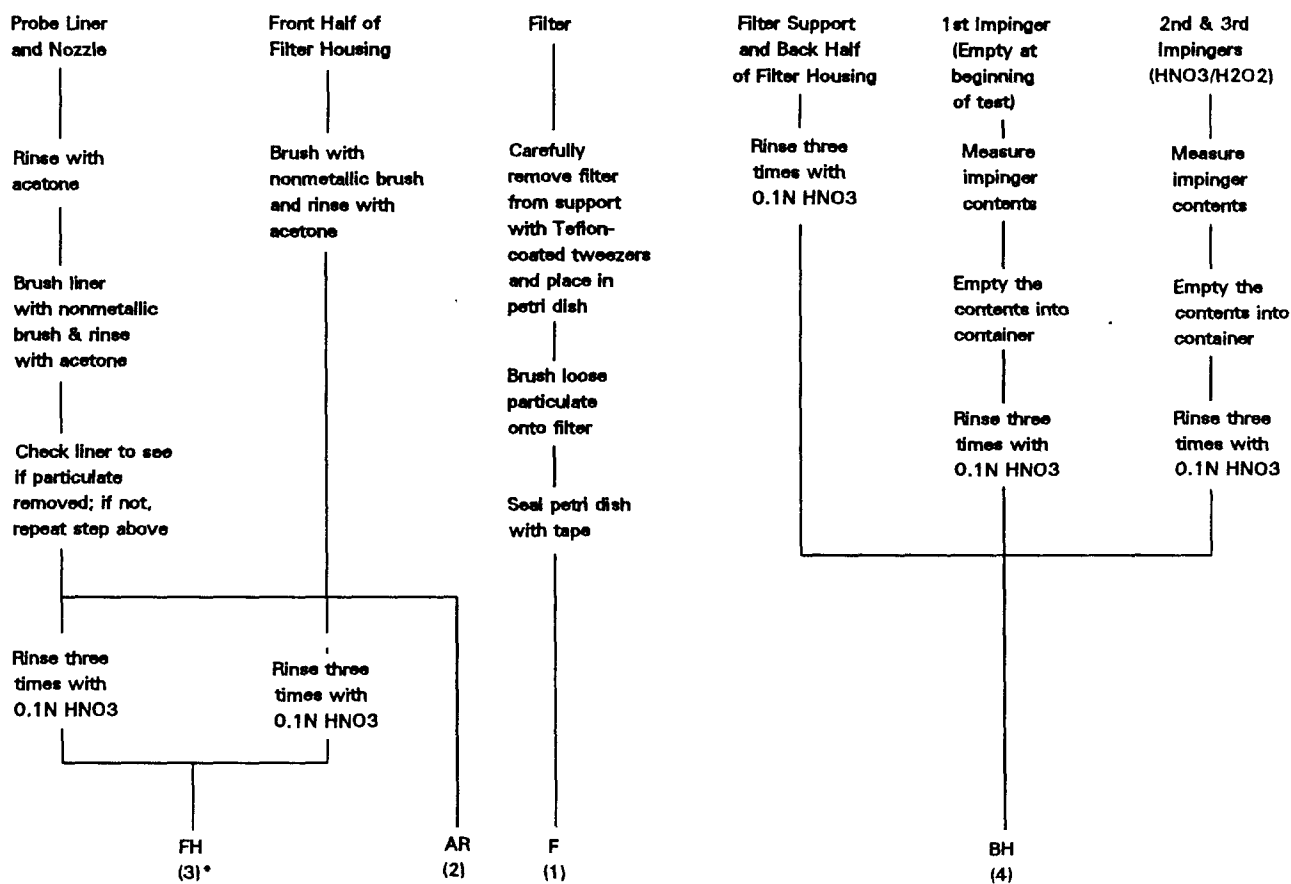 Probe Liner
and Nozzle
Rinse with
acetone
Brush liner
with nonmetallic
brush & rinse
with acetone
Check liner to see
if particulate
removed; if not,
repeat step above
Rinse three
times with
0.1N HNO3
Front Half of
Filter Housing
Brush with
nonmetallic brush
and rinse with
acetone
Rinse three
times with
0.1N HNO3
FH
(3)*
AR
(2)
Filter
Carefully
remove filter
from support
with Teflon-
coated tweezers
and place in
petri dish
Brush loose
particulate
onto filter
Seal petri dish
with tape
F
(1)
Filter Support
and Back Half
of Filter Housing
Rinse three
times with
0.1N HNO3
1st Impinger
(Empty at
beginning
of test)
Measure
impinger
contents
Empty the
contents into
container
Rinse three
times with
0.1N HNO3
2nd & 3rd
Impingers
(HNO3/H2O2)
Measure
impinger
contents
Empty the
contents into
container
Rinse three
times with
0.1N HNO3
BH
(4)